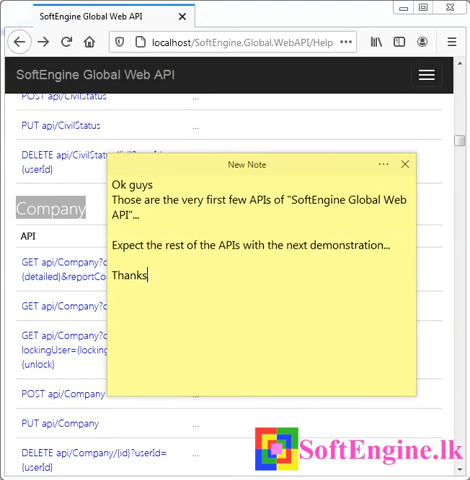 SoftEngine Global Web API
localhost/SoftEngine.Global.WebAPI/Help
SoftEngine Global Web API
POST api/CivilStatus ...
PUT api/CivilStatus ...
DELETE api/CivilStatus
(userId)
New Note
Ok guys
Those are the very first few APIs of "SoftEngine Global Web
API"...
Expect the rest of the APIs with the next demonstration...
Thanks
Company
API
GET api/Company?
(detailed)&reportCo
GET api/Company?
GET api/Company?
lockingUser={locking
(unlock}
POST api/Company ...
PUT api/Company ...
DELETE api/Company/{id}?userId=
{userId}
SoftEngine.lk